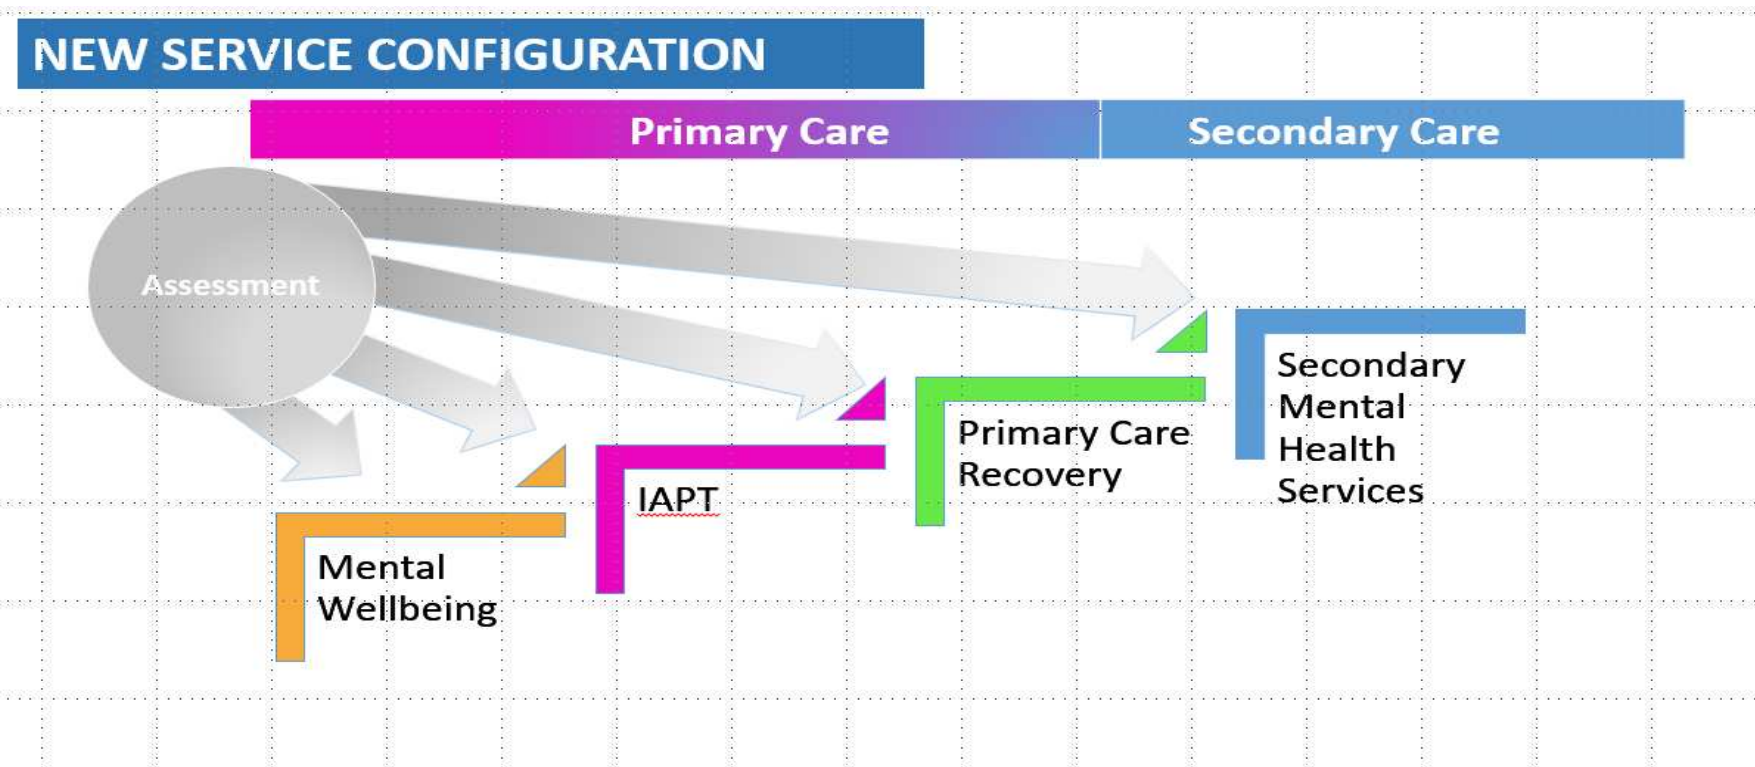 NEW SERVICE CONFIGURATION
Primary Care
Secondary Care
Assessment
Secondary
Mental
Health
Services
Primary Care
Recovery
IAPT
Mental
Wellbeing